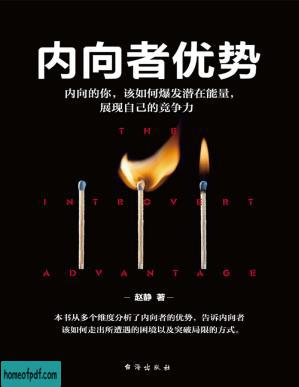 内向者优势
内向的你，该如何爆发潜在能量，
展现自己的竞争力
THE
INTROVERT
ADVANTAGE
赵静 著
本书从多个维度分析了内向者的优势，告诉内向者
该如何走出所遭遇的困境以及突破局限的方式。
台海出版社
homeofpdf.com